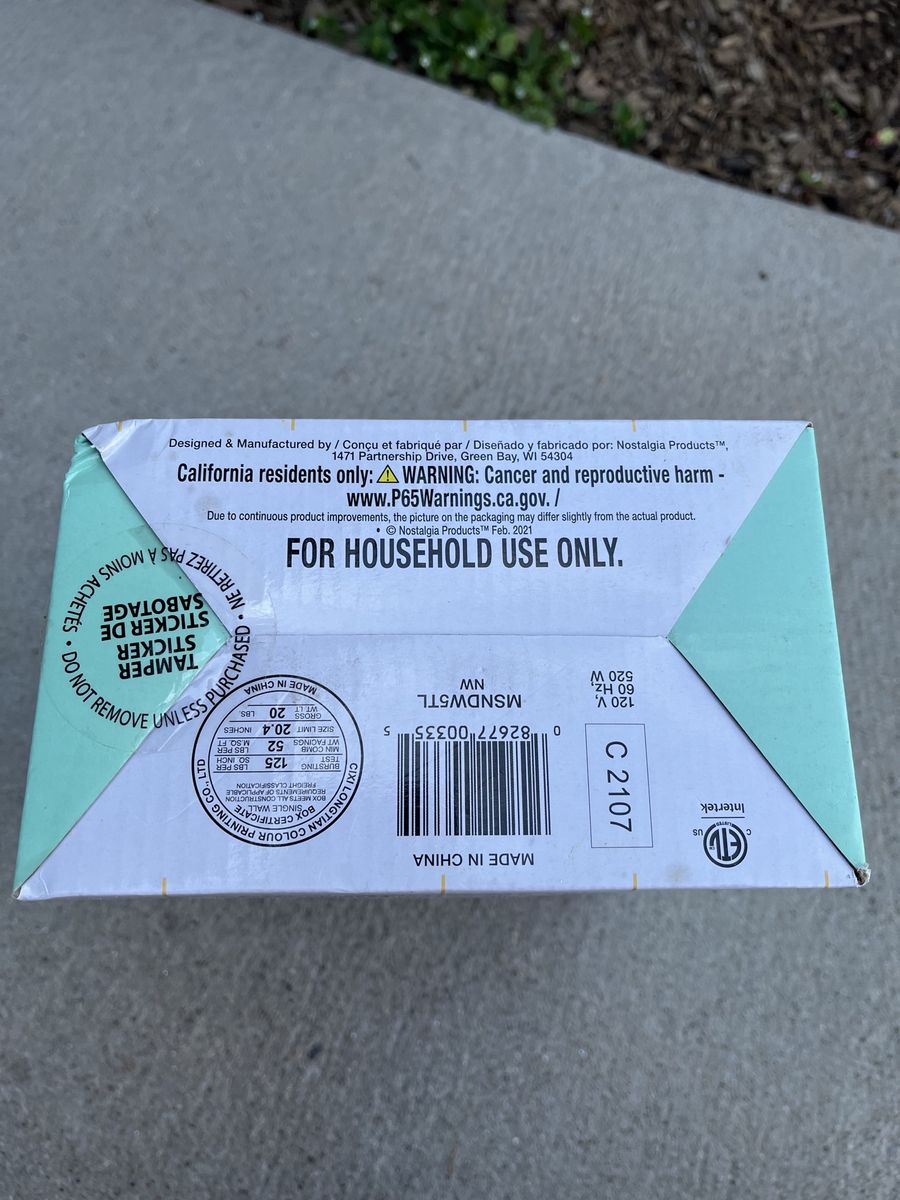 Designed & Manufactured by / Conçu et fabriqué par / Diseñado y fabricado por: Nostalgia Products™,
1471 Partnership Drive, Green Bay, WI 54304
California residents only: ⚠ WARNING: Cancer and reproductive harm -
www.P65Warnings.ca.gov. /
Due to continuous product improvements, the picture on the packaging may differ slightly from the actual product.
• © Nostalgia Products™ Feb. 2021
FOR HOUSEHOLD USE ONLY.
• DO NOT REMOVE UNLESS PURCHASED • NE RETIREZ PAS À MOINS ACHETÉS
TAMPER
STICKER
STICKER DE
SABOTAGE
CIXI LONGTIAN COLOUR PRINTING CO., LTD
BOX CERTIFICATE
SINGLE WALL
BOX MEETS ALL CONSTRUCTION
REQUIREMENTS OF APPLICABLE
FREIGHT CLASSIFICATION
BURSTING TEST 125 LBS PER SQ. INCH
MIN COMB WT FACINGS 52 LBS PER M.SQ. FT
SIZE LIMIT 20.4 INCHES
GROSS WT. LT 20 LBS.
MADE IN CHINA
MADE IN CHINA
0 82677 00335 5
MSNDW5TL
NW
C 2107
120 V
60 Hz,
520 W
C ETL LISTED US
Intertek